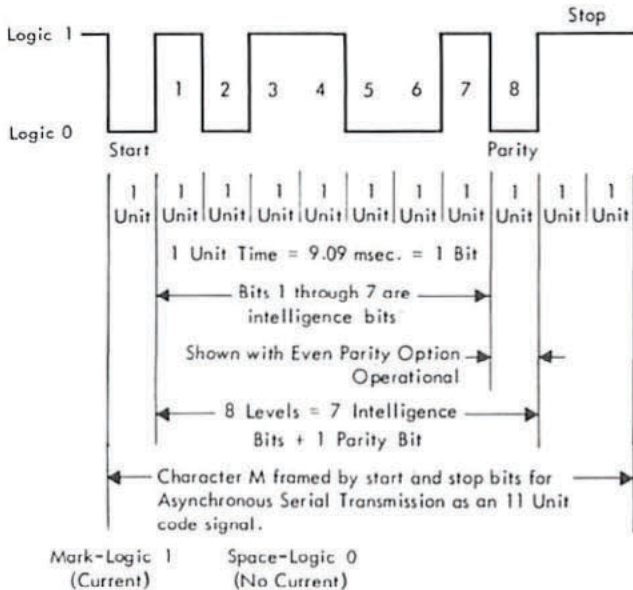 Stop
Logic 1
1 2 3 4 5 6 7 8
Logic 0
Start Parity
1 1 1 1 1 1 1 1 1 1 1
Unit Unit Unit Unit Unit Unit Unit Unit Unit Unit Unit
1 Unit Time = 9.09 msec. = 1 Bit
Bits 1 through 7 are
intelligence bits
Shown with Even Parity Option
Operational
8 Levels = 7 Intelligence
Bits + 1 Parity Bit
Character M framed by start and stop bits for
Asynchronous Serial Transmission as an 11 Unit
code signal.
Mark-Logic 1 Space-Logic 0
(Current) (No Current)